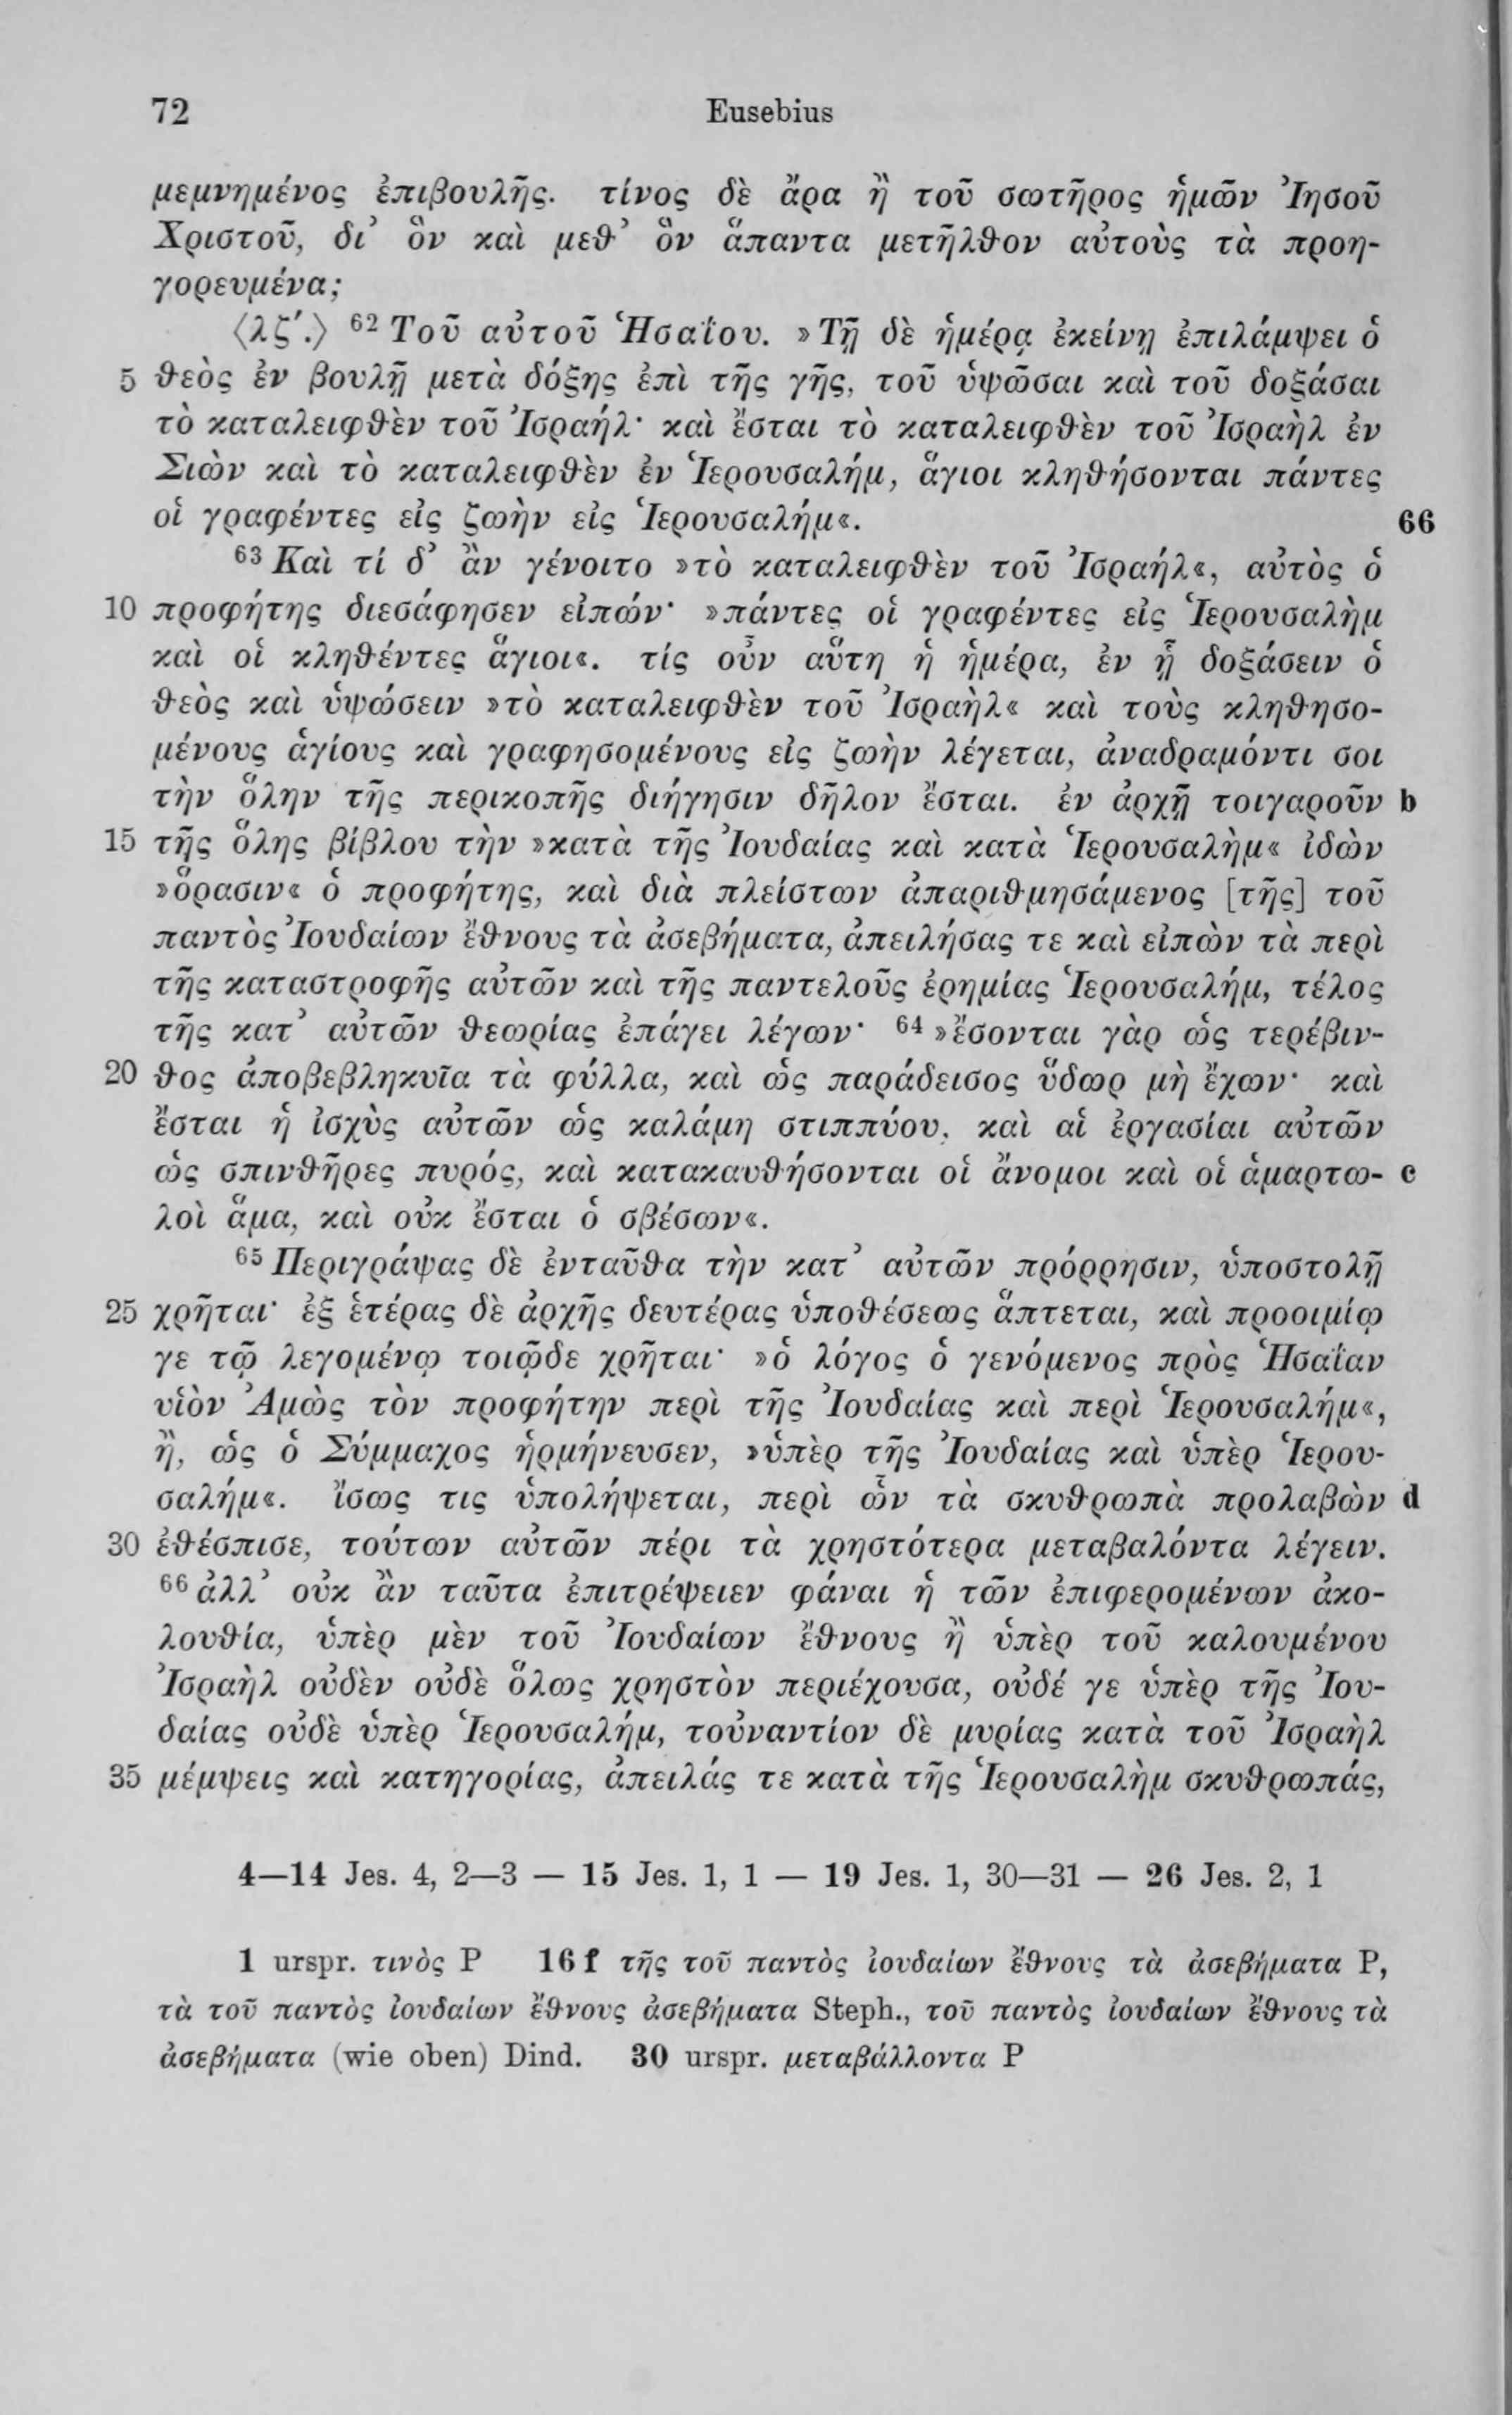 72 Eusebius
μεμνημένος ἐπιβουλῆς. τίνος δὲ ἄρα ἢ τοῦ σωτῆρος ἡμῶν Ἰησοῦ
Χριστοῦ, δι’ ὃν καὶ μεθ’ ὃν ἅπαντα μετῆλθον αὐτοὺς τὰ προη-
γορευμένα;
⟨λζ′.⟩ 62 Τοῦ αὐτοῦ Ἡσαΐου. »Τῇ δὲ ἡμέρᾳ ἐκείνῃ ἐπιλάμψει ὁ
5 θεὸς ἐν βουλῇ μετὰ δόξης ἐπὶ τῆς γῆς, τοῦ ὑψῶσαι καὶ τοῦ δοξάσαι
τὸ καταλειφθὲν τοῦ Ἰσραήλ· καὶ ἔσται τὸ καταλειφθὲν τοῦ Ἰσραὴλ ἐν
Σιὼν καὶ τὸ καταλειφθὲν ἐν Ἱερουσαλήμ, ἅγιοι κληθήσονται πάντες
οἱ γραφέντες εἰς ζωὴν εἰς Ἱερουσαλήμ«. 66
63 Καὶ τί δ’ ἂν γένοιτο »τὸ καταλειφθὲν τοῦ Ἰσραήλ«, αὐτὸς ὁ
10 προφήτης διεσάφησεν εἰπών· »πάντες οἱ γραφέντες εἰς Ἱερουσαλὴμ
καὶ οἱ κληθέντες ἅγιοι«. τίς οὖν αὕτη ἡ ἡμέρα, ἐν ᾗ δοξάσειν ὁ
θεὸς καὶ ὑψώσειν »τὸ καταλειφθὲν τοῦ Ἰσραὴλ« καὶ τοὺς κληθησο-
μένους ἁγίους καὶ γραφησομένους εἰς ζωὴν λέγεται, ἀναδραμόντι σοι
τὴν ὅλην τῆς περικοπῆς διήγησιν δῆλον ἔσται. ἐν ἀρχῇ τοιγαροῦν b
15 τῆς ὅλης βίβλου τὴν »κατὰ τῆς Ἰουδαίας καὶ κατὰ Ἱερουσαλὴμ« ἰδὼν
»ὅρασιν« ὁ προφήτης, καὶ διὰ πλείστων ἀπαριθμησάμενος [τῆς] τοῦ
παντὸς Ἰουδαίων ἔθνους τὰ ἀσεβήματα, ἀπειλήσας τε καὶ εἰπὼν τὰ περὶ
τῆς καταστροφῆς αὐτῶν καὶ τῆς παντελοῦς ἐρημίας Ἱερουσαλήμ, τέλος
τῆς κατ’ αὐτῶν θεωρίας ἐπάγει λέγων· 64 »ἔσονται γὰρ ὡς τερέβιν-
20 θος ἀποβεβληκυῖα τὰ φύλλα, καὶ ὡς παράδεισος ὕδωρ μὴ ἔχων· καὶ
ἔσται ἡ ἰσχὺς αὐτῶν ὡς καλάμη στιππύου, καὶ αἱ ἐργασίαι αὐτῶν
ὡς σπινθῆρες πυρός, καὶ κατακαυθήσονται οἱ ἄνομοι καὶ οἱ ἁμαρτω- c
λοὶ ἅμα, καὶ οὐκ ἔσται ὁ σβέσων«.
65 Περιγράψας δὲ ἐνταῦθα τὴν κατ’ αὐτῶν πρόρρησιν, ὑποστολῇ
25 χρῆται· ἐξ ἑτέρας δὲ ἀρχῆς δευτέρας ὑποθέσεως ἅπτεται, καὶ προοιμίῳ
γε τῷ λεγομένῳ τοιῷδε χρῆται· »ὁ λόγος ὁ γενόμενος πρὸς Ἡσαΐαν
υἱὸν Ἀμὼς τὸν προφήτην περὶ τῆς Ἰουδαίας καὶ περὶ Ἱερουσαλήμ«,
ἤ, ὡς ὁ Σύμμαχος ἡρμήνευσεν, »ὑπὲρ τῆς Ἰουδαίας καὶ ὑπὲρ Ἱερου-
σαλήμ«. ἴσως τις ὑπολήψεται, περὶ ὧν τὰ σκυθρωπὰ προλαβὼν d
30 ἐθέσπισε, τούτων αὐτῶν πέρι τὰ χρηστότερα μεταβαλόντα λέγειν.
66 ἀλλ’ οὐκ ἂν ταῦτα ἐπιτρέψειεν φάναι ἡ τῶν ἐπιφερομένων ἀκο-
λουθία, ὑπὲρ μὲν τοῦ Ἰουδαίων ἔθνους ἢ ὑπὲρ τοῦ καλουμένου
Ἰσραὴλ οὐδὲν οὐδὲ ὅλως χρηστὸν περιέχουσα, οὐδέ γε ὑπὲρ τῆς Ἰου-
δαίας οὐδὲ ὑπὲρ Ἱερουσαλήμ, τοὐναντίον δὲ μυρίας κατὰ τοῦ Ἰσραὴλ
35 μέμψεις καὶ κατηγορίας, ἀπειλάς τε κατὰ τῆς Ἱερουσαλὴμ σκυθρωπάς,
4—14 Jes. 4, 2—3 — 15 Jes. 1, 1 — 19 Jes. 1, 30—31 — 26 Jes. 2, 1
1 urspr. τινὸς P 16 f τῆς τοῦ παντὸς ἰουδαίων ἔθνους τὰ ἀσεβήματα P,
τὰ τοῦ παντὸς ἰουδαίων ἔθνους ἀσεβήματα Steph., τοῦ παντὸς ἰουδαίων ἔθνους τὰ
ἀσεβήματα (wie oben) Dind. 30 urspr. μεταβάλλοντα P